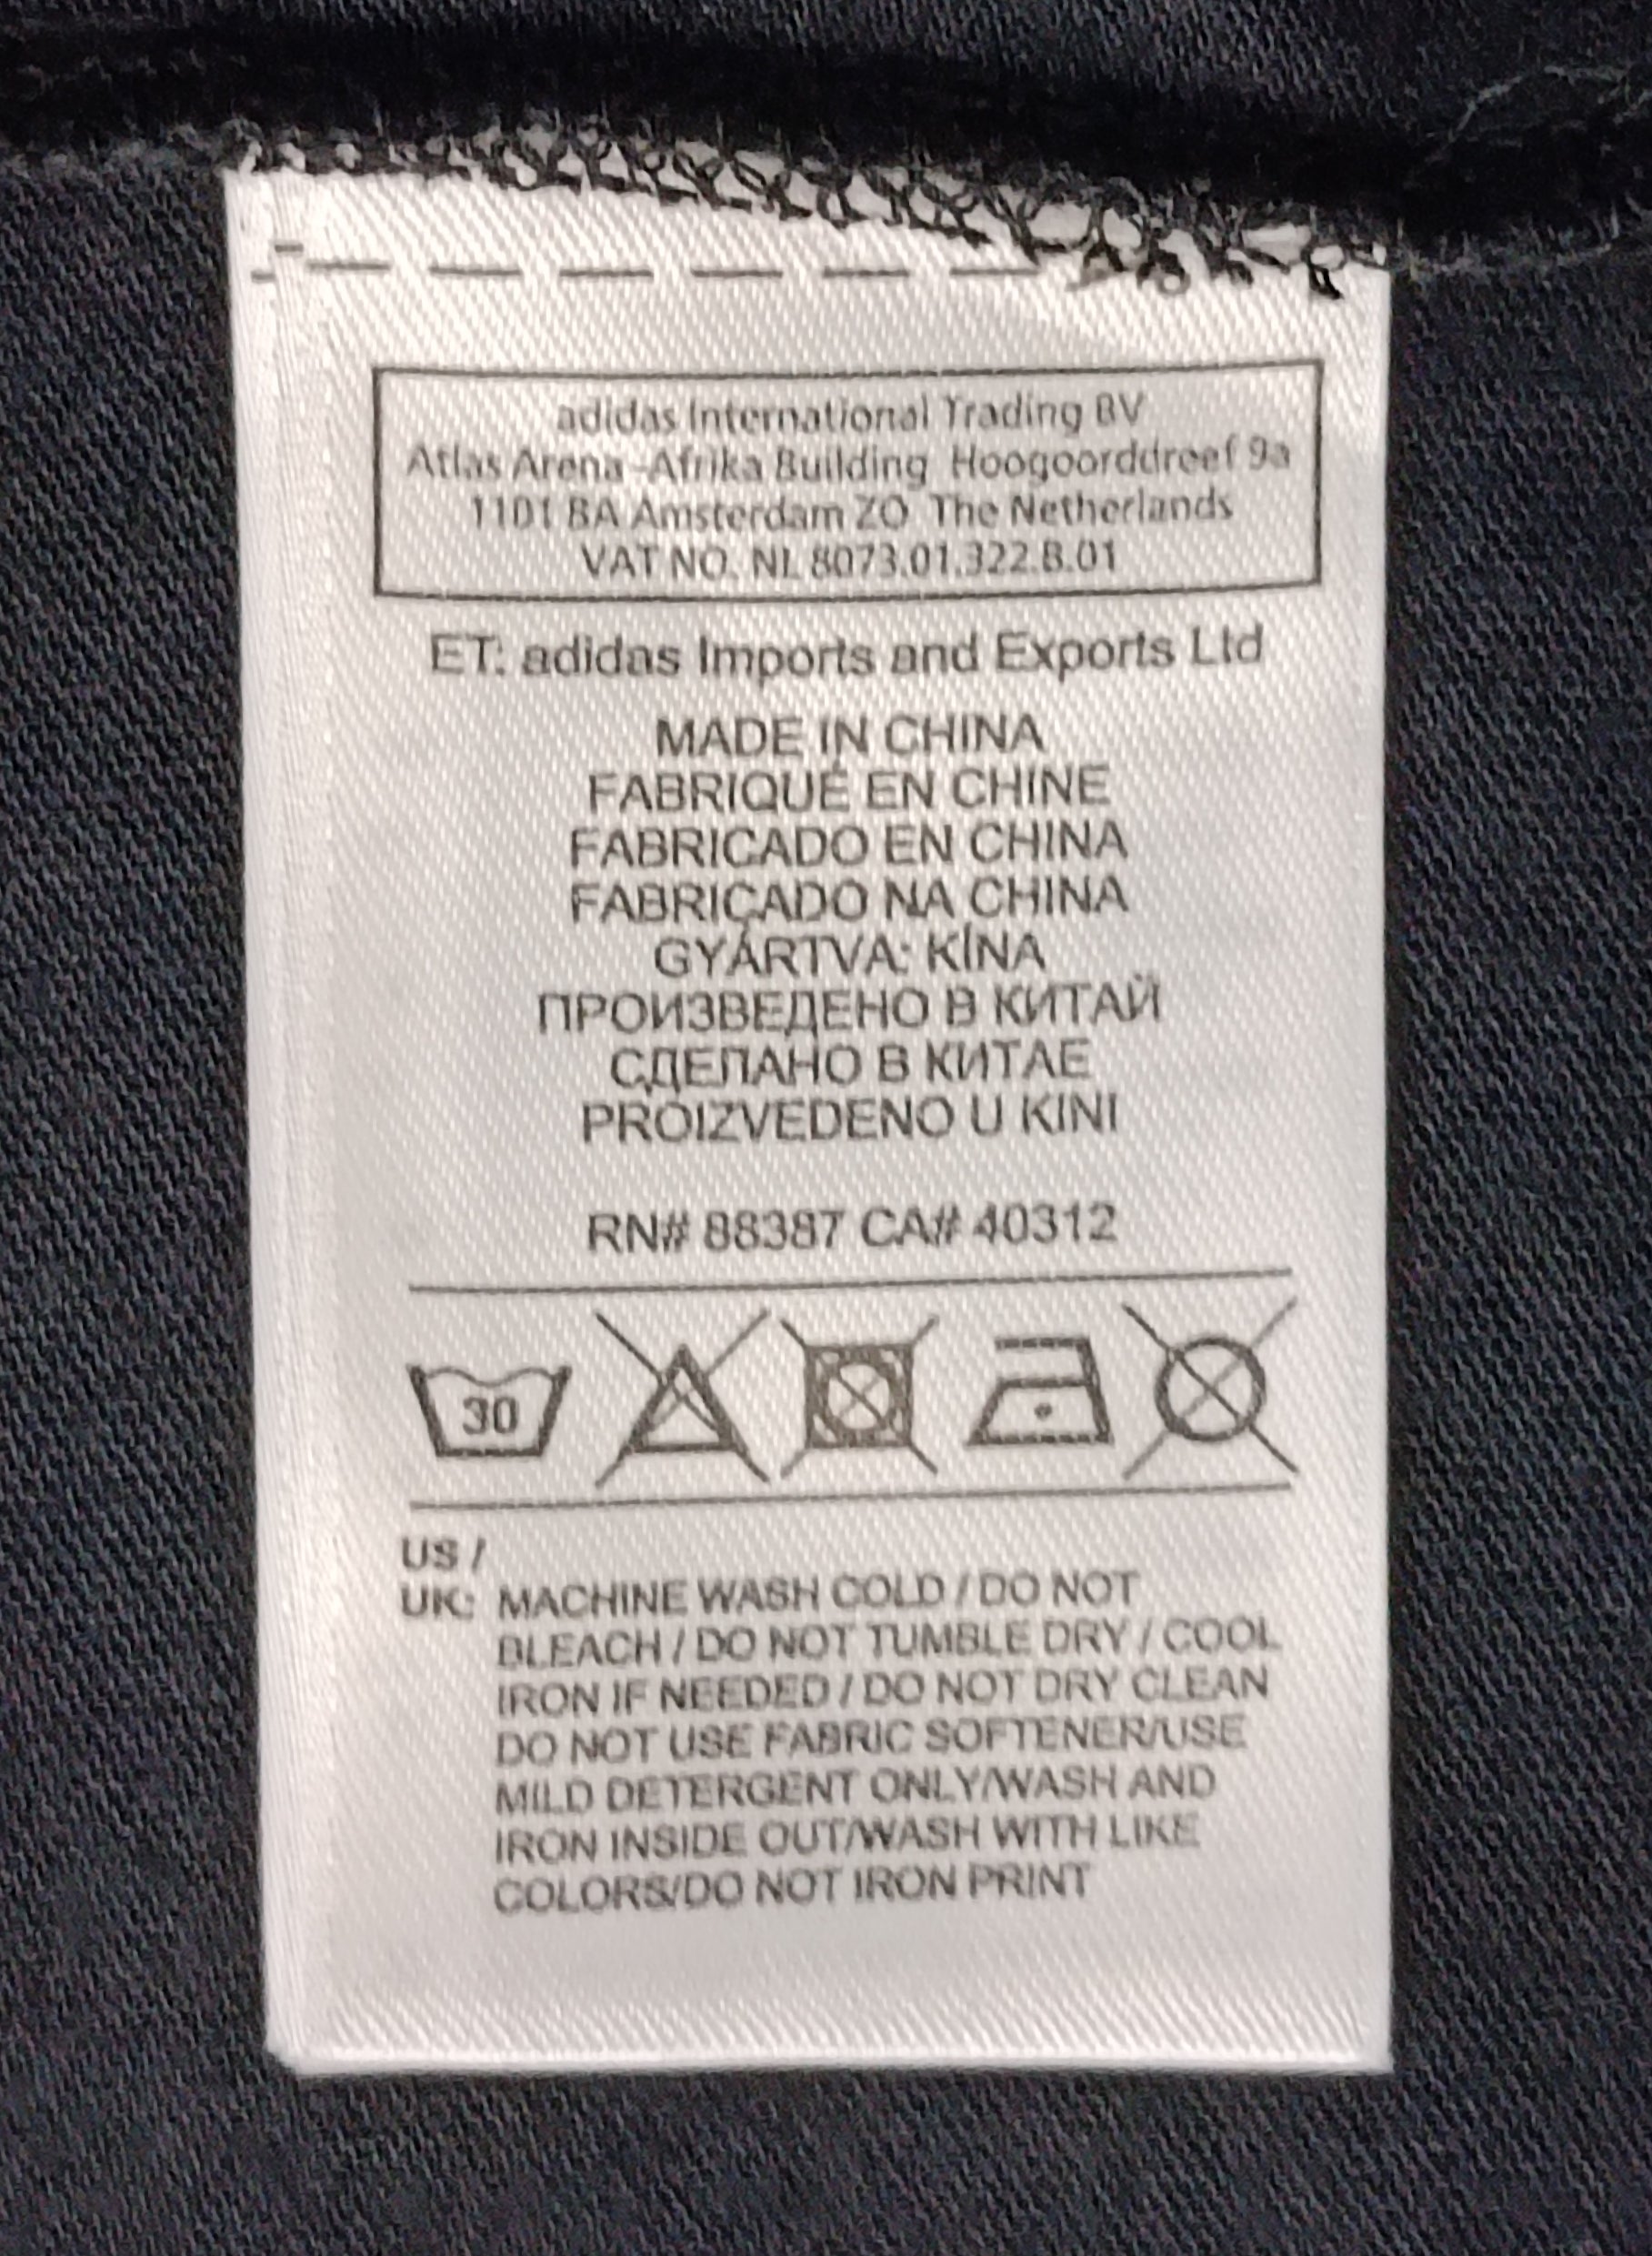 adidas International Trading BV
Atlas Arena-Afrika Building Hoogoorddreef 9a
1101 BA Amsterdam ZO The Netherlands
VAT NO. NL 8073.01.322.B.01
ET: adidas Imports and Exports Ltd
MADE IN CHINA
FABRIQUÉ EN CHINE
FABRICADO EN CHINA
FABRICADO NA CHINA
GYÁRTVA: KÍNA
ПРОИЗВЕДЕНО В КИТАЙ
СДЕЛАНО В КИТАЕ
PROIZVEDENO U KINI
RN# 88387 CA# 40312
30
US /
UK: MACHINE WASH COLD / DO NOT
BLEACH / DO NOT TUMBLE DRY / COOL
IRON IF NEEDED / DO NOT DRY CLEAN
DO NOT USE FABRIC SOFTENER/USE
MILD DETERGENT ONLY/WASH AND
IRON INSIDE OUT/WASH WITH LIKE
COLORS/DO NOT IRON PRINT